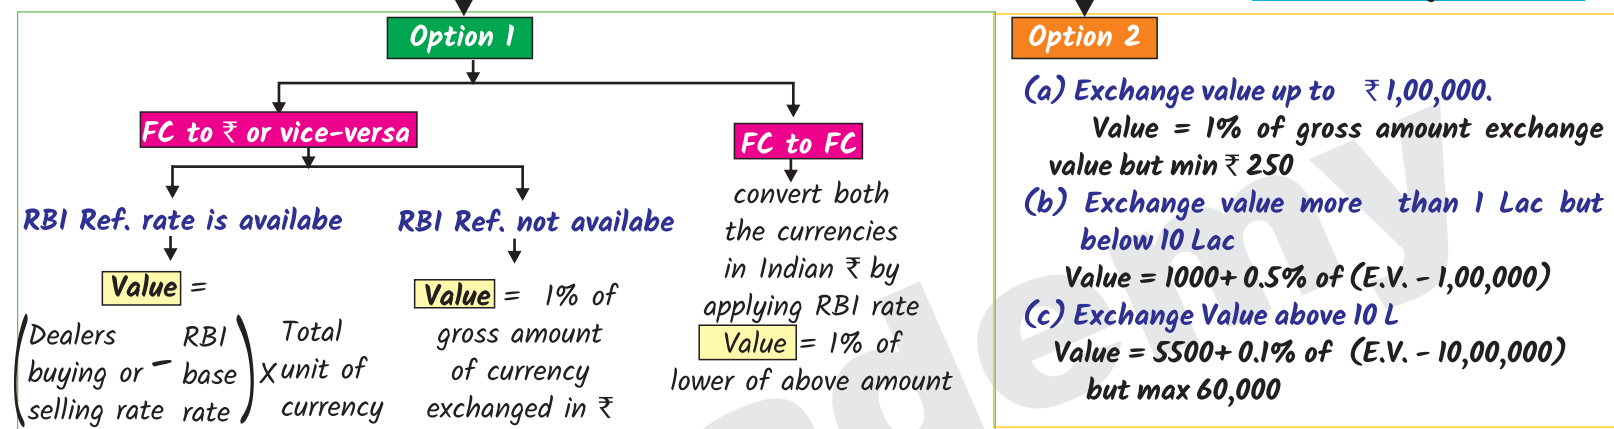 Option 1
FC to ₹ or vice-versa
RBI Ref. rate is availabe
Value =
(Dealers buying or selling rate – RBI base rate) x Total unit of currency
RBI Ref. not availabe
Value = 1% of
gross amount
of currency
exchanged in ₹
FC to FC
convert both
the currencies
in Indian ₹ by
applying RBI rate
Value = 1% of
lower of above amount
Option 2
(a) Exchange value up to ₹ 1,00,000.
Value = 1% of gross amount exchange
value but min ₹ 250
(b) Exchange value more than 1 Lac but
below 10 Lac
Value = 1000+ 0.5% of (E.V. - 1,00,000)
(c) Exchange Value above 10 L
Value = 5500+ 0.1% of (E.V. - 10,00,000)
but max 60,000
ademy